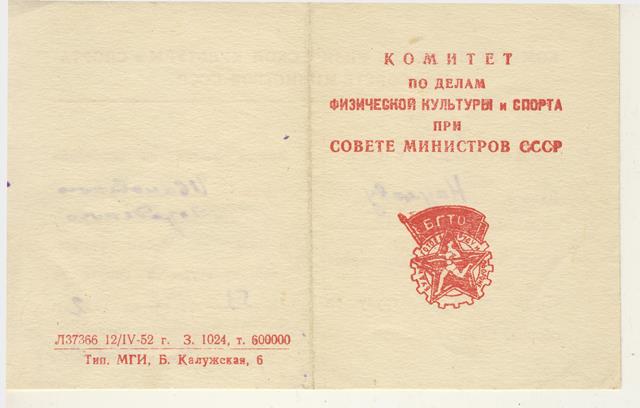 КОМИТЕТ
ПО ДЕЛАМ
ФИЗИЧЕСКОЙ КУЛЬТУРЫ и СПОРТА
ПРИ
СОВЕТЕ МИНИСТРОВ СССР
БГТО
Л37366 12/IV-52 г. З. 1024, т. 600000
Тип. МГИ, Б. Калужская, 6